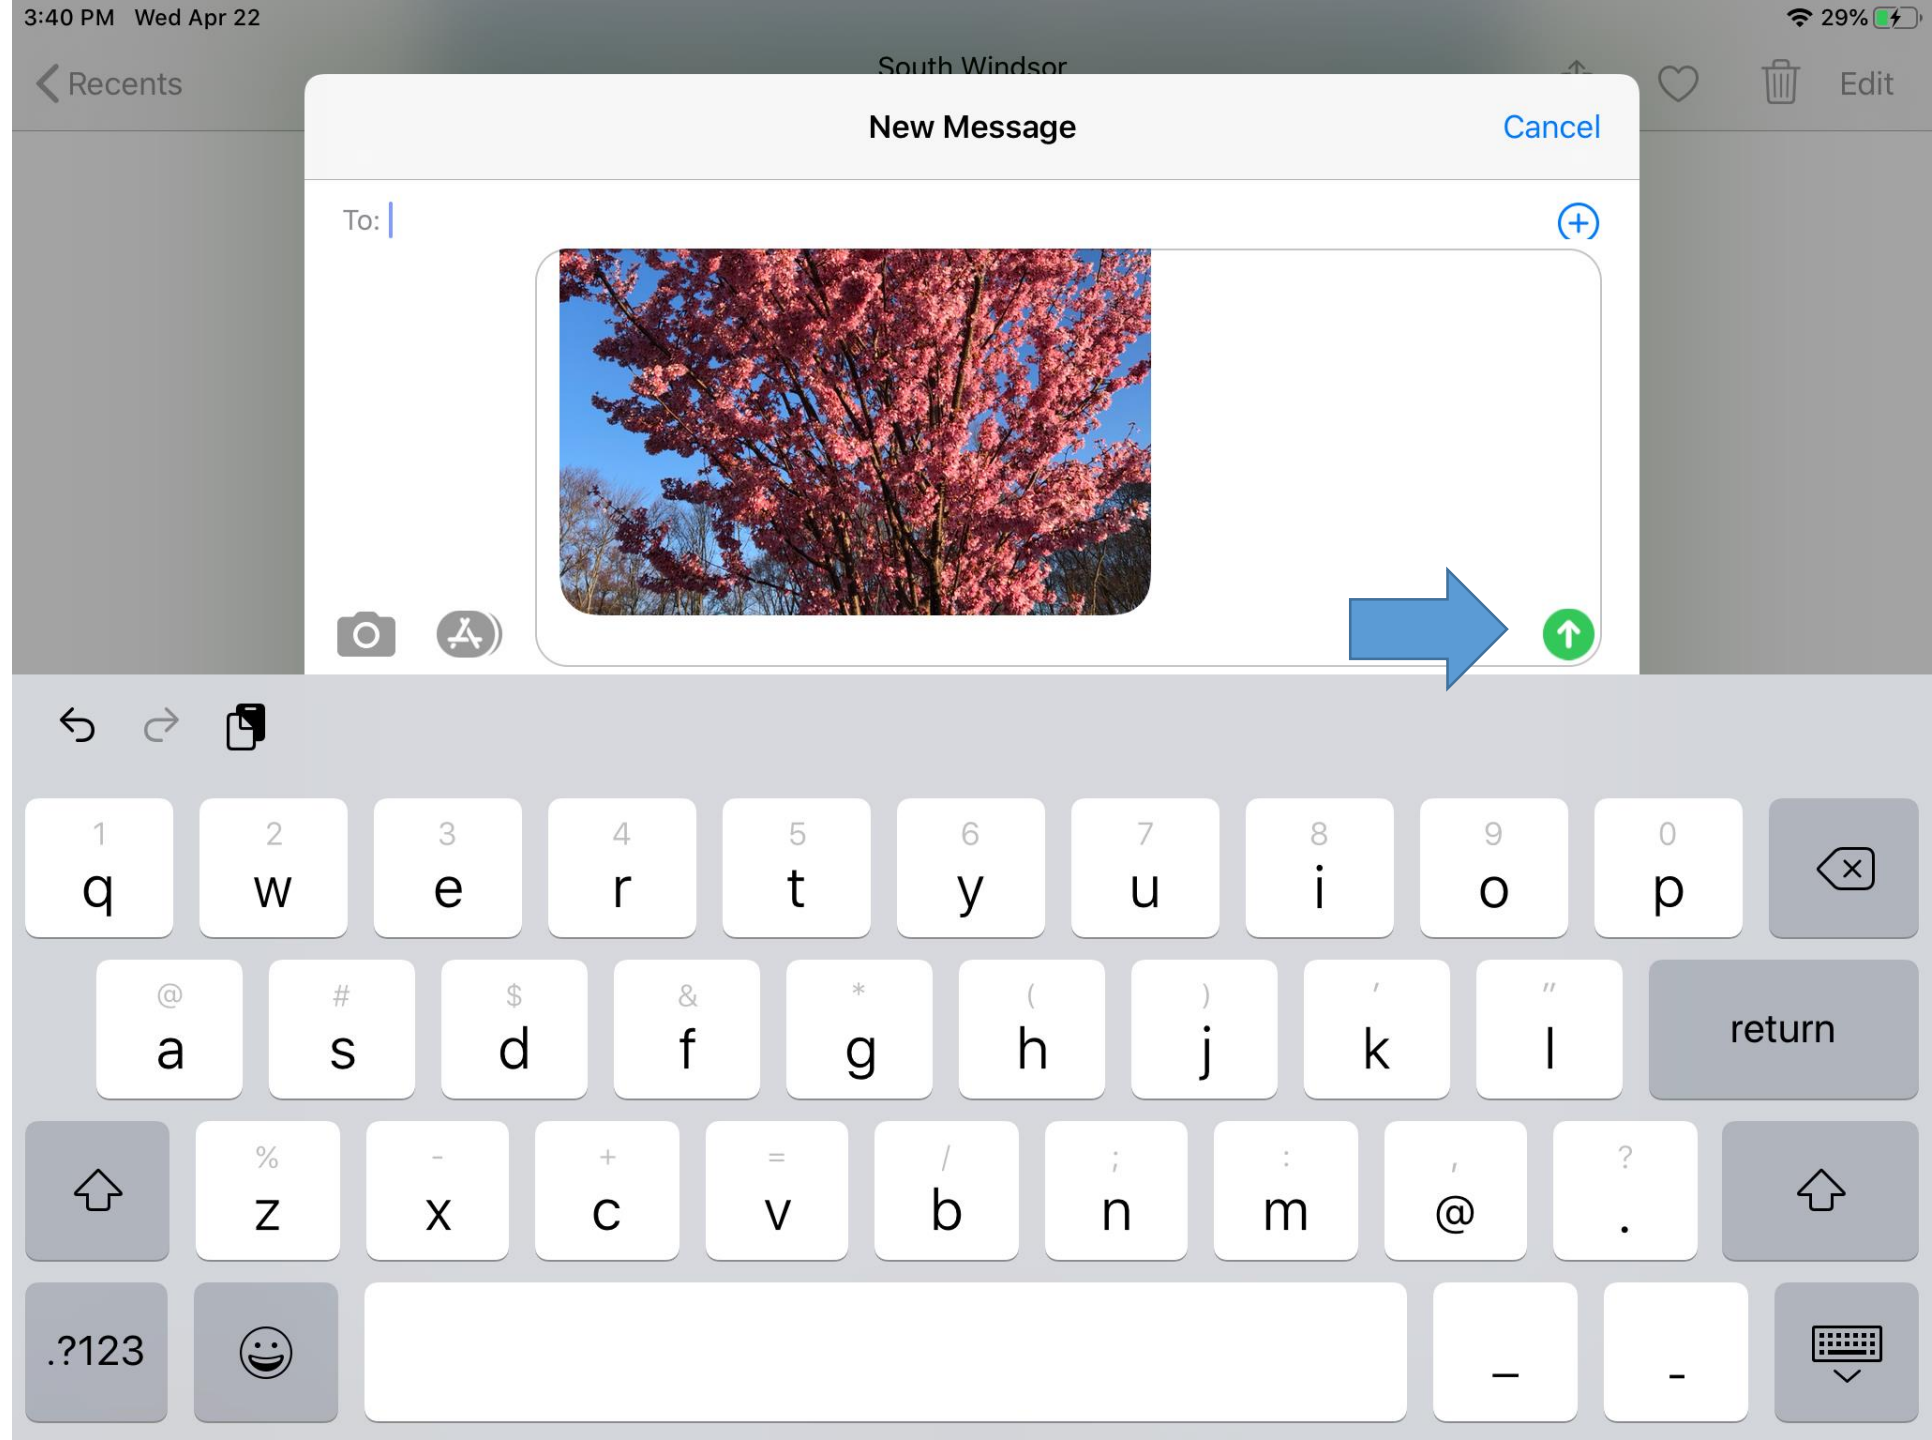 3:40 PM Wed Apr 22 29%
Recents South Windsor Edit
New Message Cancel
To:
1 2 3 4 5 6 7 8 9 0
q w e r t y u i o p
@ # $ & * ( ) ' "
a s d f g h j k l return
% - + = / ; : , ?
z x c v b n m @ .
.?123 _ -